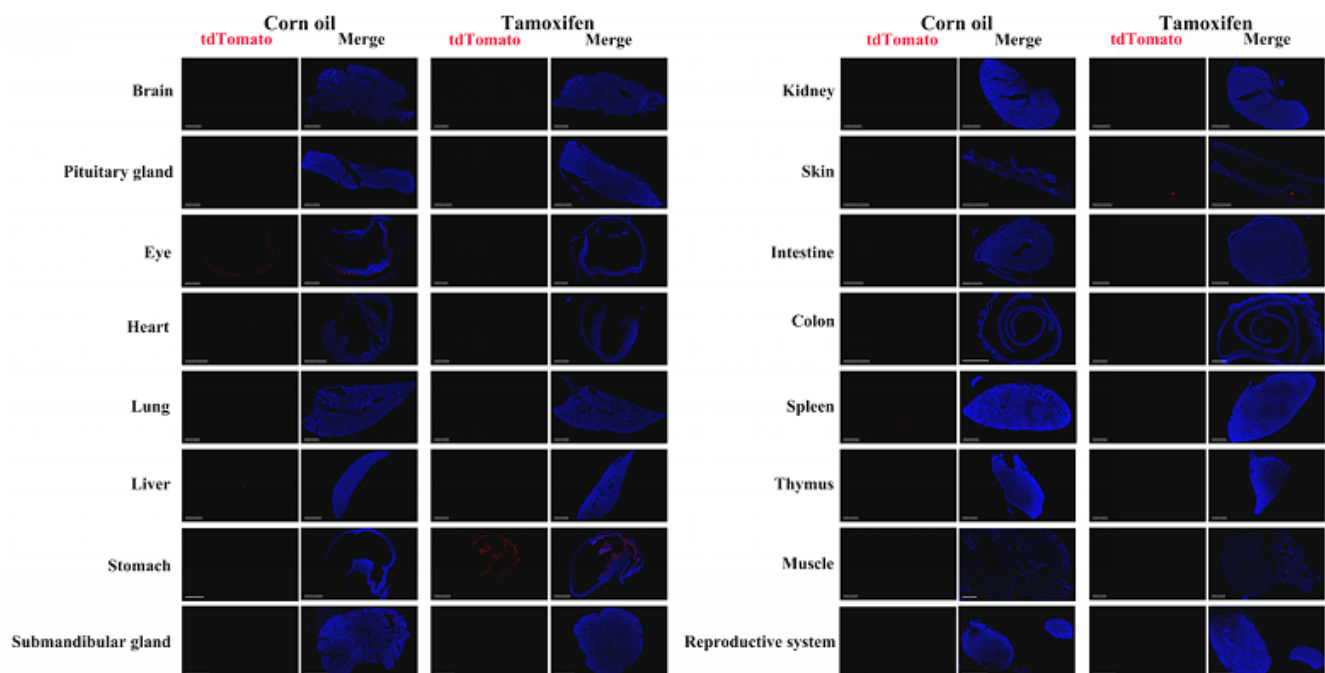 Corn oil Tamoxifen
tdTomato Merge tdTomato Merge
Brain
Pituitary gland
Eye
Heart
Lung
Liver
Stomach
Submandibular gland
Corn oil Tamoxifen
tdTomato Merge tdTomato Merge
Kidney
Skin
Intestine
Colon
Spleen
Thymus
Muscle
Reproductive system